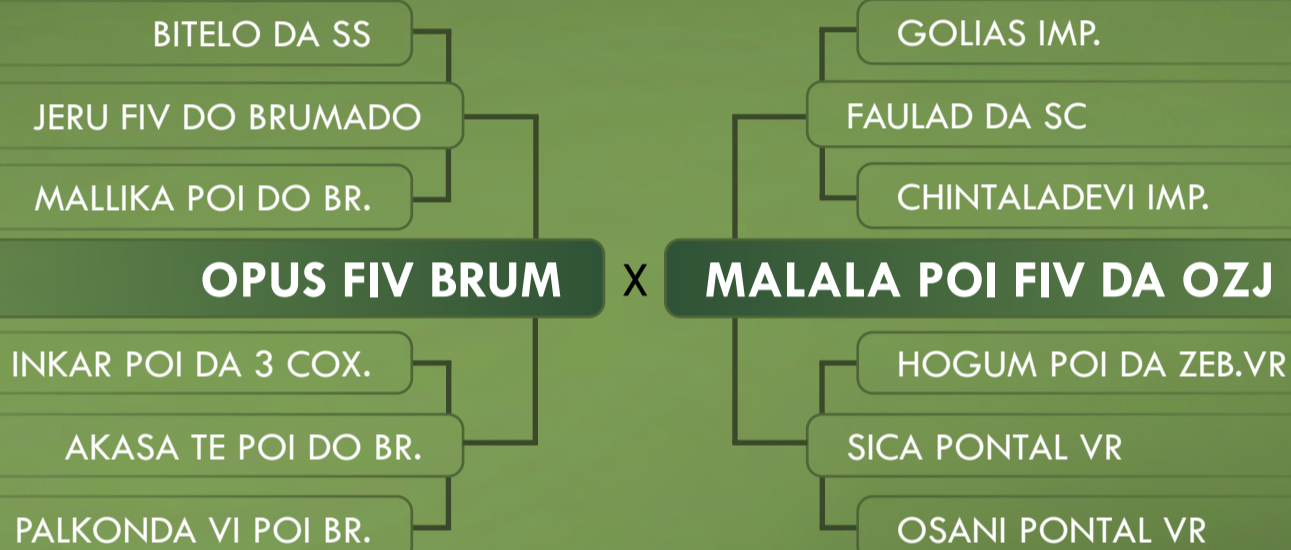 BITELO DA SS
JERU FIV DO BRUMADO
MALLIKA POI DO BR.
OPUS FIV BRUM
INKAR POI DA 3 COX.
AKASA TE POI DO BR.
PALKONDA VI POI BR.
X
GOLIAS IMP.
FAULAD DA SC
CHINTALADEVI IMP.
MALALA POI FIV DA OZJ
HOGUM POI DA ZEB.VR
SICA PONTAL VR
OSANI PONTAL VR